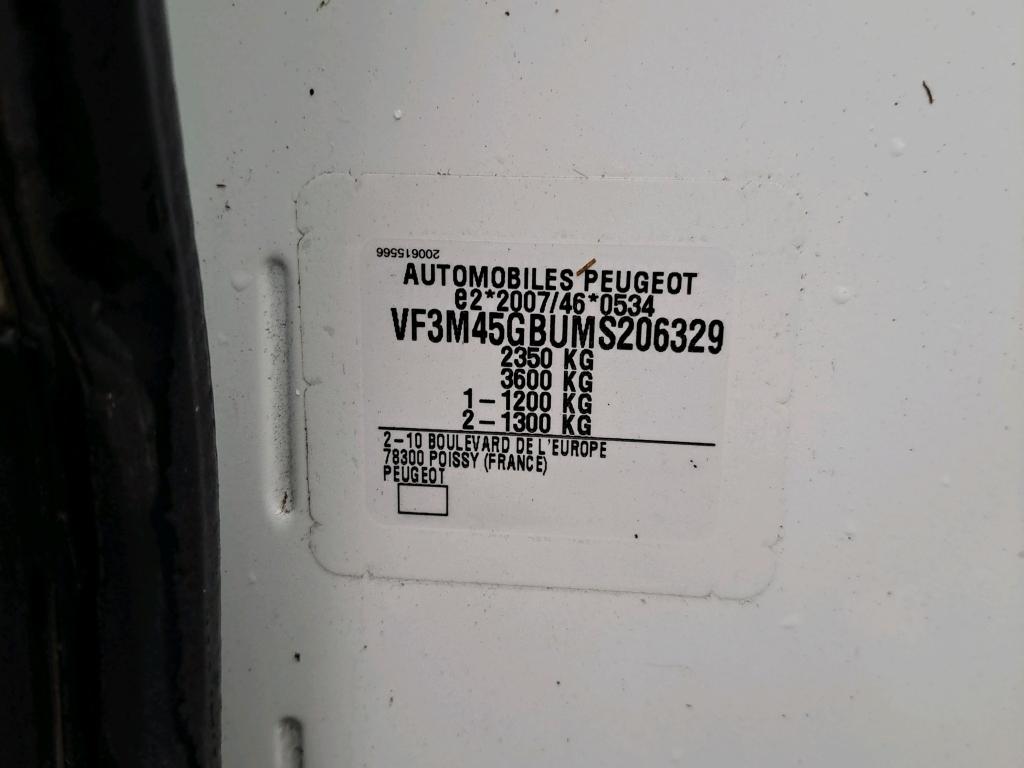 200615566
AUTOMOBILES PEUGEOT
e2*2007/46*0534
VF3M45GBUMS206329
2350 KG
3600 KG
1-1200 KG
2-1300 KG
2-10 BOULEVARD DE L'EUROPE
78300 POISSY (FRANCE)
PEUGEOT